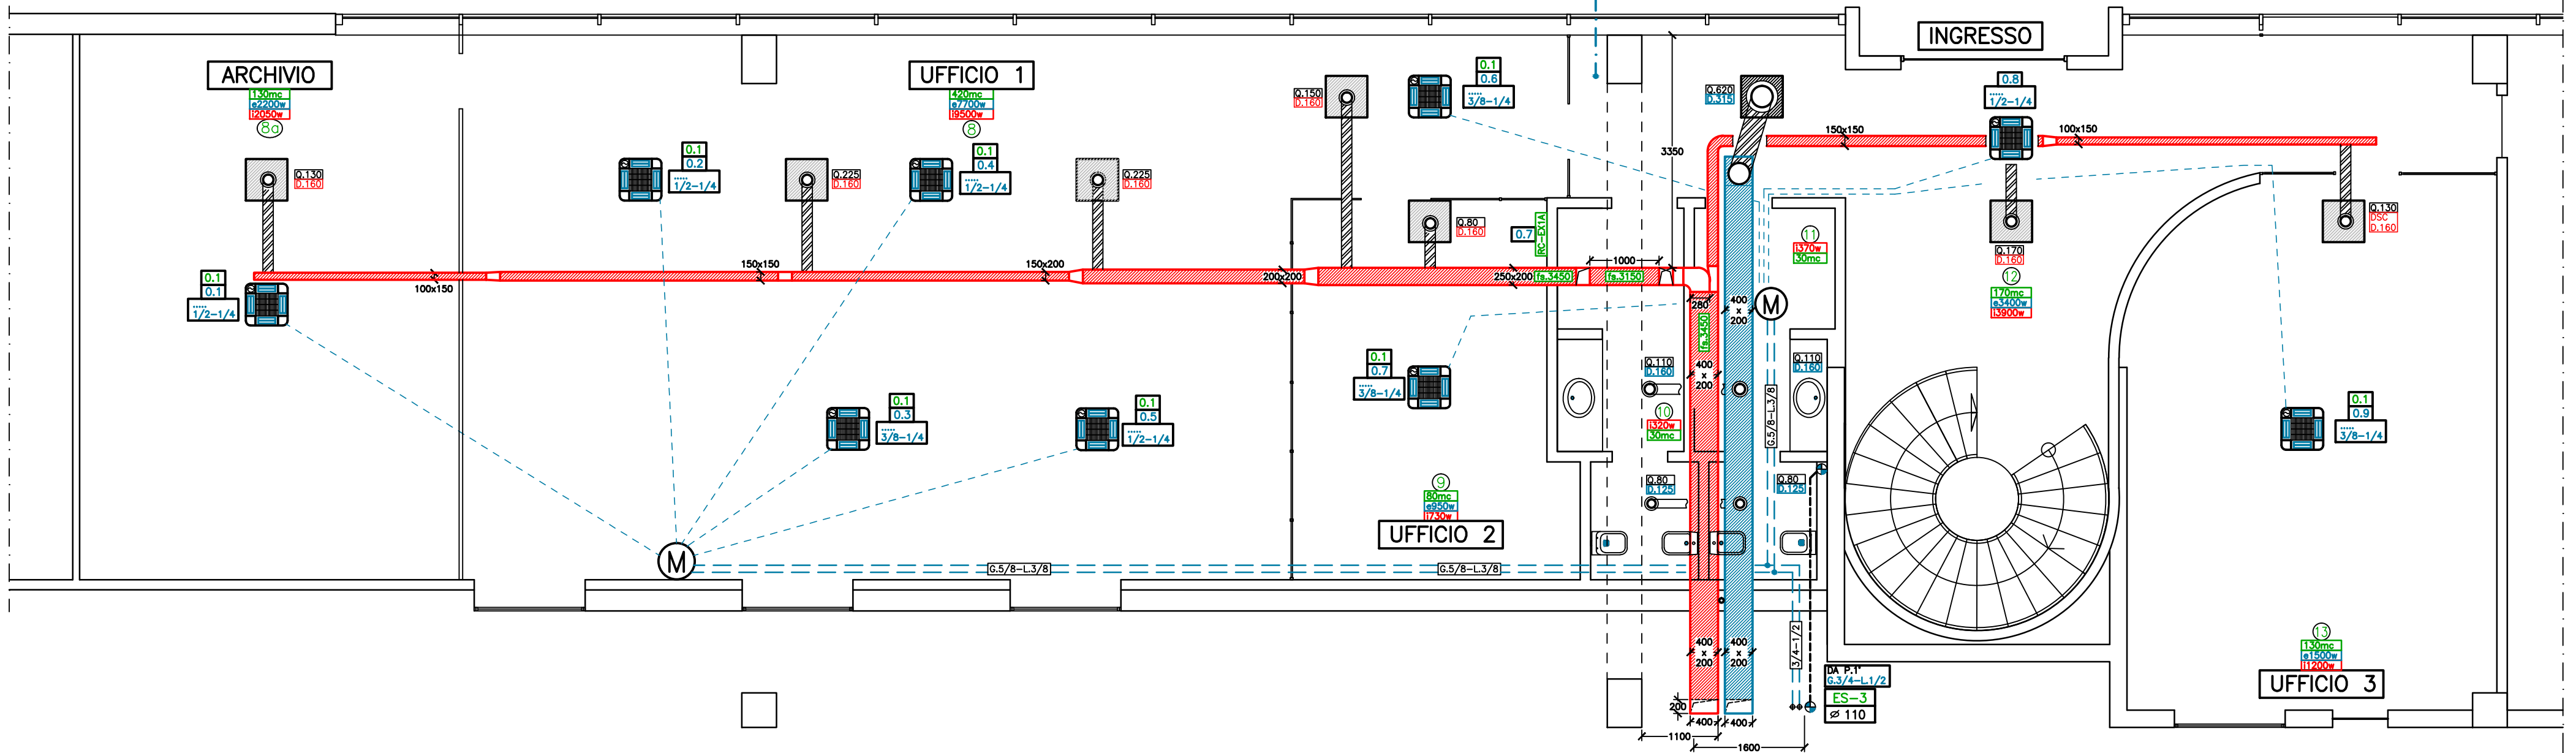 ARCHIVIO
130mc
e2200w
i2050w
8a
Q.130
D.160
0.1
0.1
1/2-1/4
100x150
UFFICIO 1
420mc
e7700w
i9500w
8
0.1
0.2
1/2-1/4
Q.225
D.160
0.1
0.4
1/2-1/4
Q.225
D.160
150x150
150x200
200x200
0.1
0.3
3/8-1/4
0.1
0.5
1/2-1/4
M
G.5/8-L.3/8
G.5/8-L.3/8
Q.150
D.160
0.1
0.6
3/8-1/4
Q.80
D.160
0.7
RC-EX1A
250x200
fs.3450
1000
fs.3150
3350
0.1
0.7
3/8-1/4
9
80mc
e950w
i730w
UFFICIO 2
280
fs.3450
400
x
200
400
x
200
M
Q.110
D.160
Q.110
D.160
10
i320w
30mc
G.5/8-L.3/8
Q.80
D.125
Q.80
D.125
400
x
200
400
x
200
3/4-1/2
200
400
400
1100
1600
DA P.1°
G.3/4-L.1/2
ES-3
ø 110
Q.620
D.315
11
i370w
30mc
INGRESSO
0.8
1/2-1/4
150x150
100x150
Q.170
D.160
12
170mc
e3400w
i3900w
Q.130
DSC
D.160
0.1
0.9
3/8-1/4
13
130mc
e1500w
i1200w
UFFICIO 3